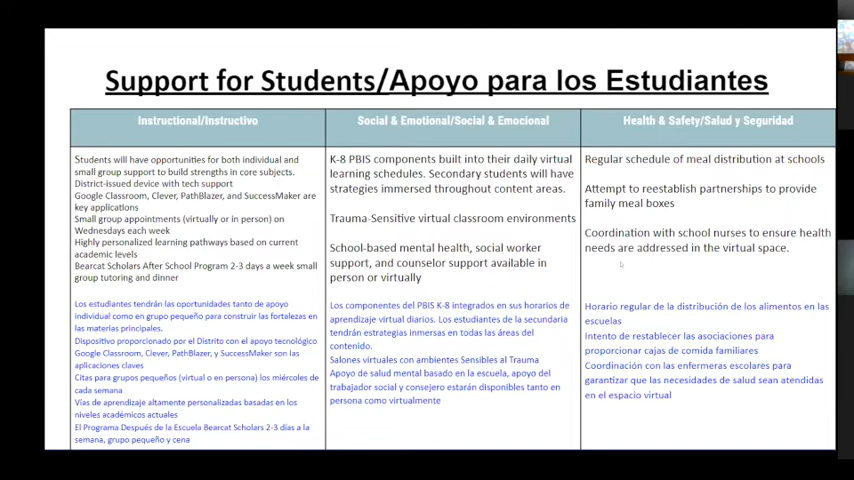 Support for Students/Apoyo para los Estudiantes
Instructional/Instructivo
Students will have opportunities for both individual and
small group support to build strengths in core subjects.
District-issued device with tech support
Google Classroom, Clever, PathBlazer, and SuccessMaker are
key applications
Small group appointments (virtually or in person) on
Wednesdays each week
Highly personalized learning pathways based on current
academic levels
Bearcat Scholars After School Program 2-3 days a week small
group tutoring and dinner
Los estudiantes tendrán las oportunidades tanto de apoyo
individual como en grupo pequeño para construir las fortalezas en
las materias principales.
Dispositivo proporcionado por el Distrito con el apoyo tecnológico
Google Classroom, Clever, PathBlazer, y SuccessMaker son las
aplicaciones claves
Citas para grupos pequeños (virtual o en persona) los miércoles de
cada semana
Vías de aprendizaje altamente personalizadas basadas en los
niveles académicos actuales
El Programa Después de la Escuela Bearcat Scholars 2-3 días a la
semana, grupo pequeño y cena
Social & Emotional/Social & Emocional
K-8 PBIS components built into their daily virtual
learning schedules. Secondary students will have
strategies immersed throughout content areas.
Trauma-Sensitive virtual classroom environments
School-based mental health, social worker
support, and counselor support available in
person or virtually
Los componentes del PBIS K-8 integrados en sus horarios de
aprendizaje virtual diarios. Los estudiantes de la secundaria
tendrán estrategias inmersas en todas las áreas del
contenido.
Salones virtuales con ambientes Sensibles al Trauma
Apoyo de salud mental basado en la escuela, apoyo del
trabajador social y consejero estarán disponibles tanto en
persona como virtualmente
Health & Safety/Salud y Seguridad
Regular schedule of meal distribution at schools
Attempt to reestablish partnerships to provide
family meal boxes
Coordination with school nurses to ensure health
needs are addressed in the virtual space.
Horario regular de la distribución de los alimentos en las
escuelas
Intento de restablecer las asociaciones para
proporcionar cajas de comida familiares
Coordinación con las enfermeras escolares para
garantizar que las necesidades de salud sean atendidas
en el espacio virtual